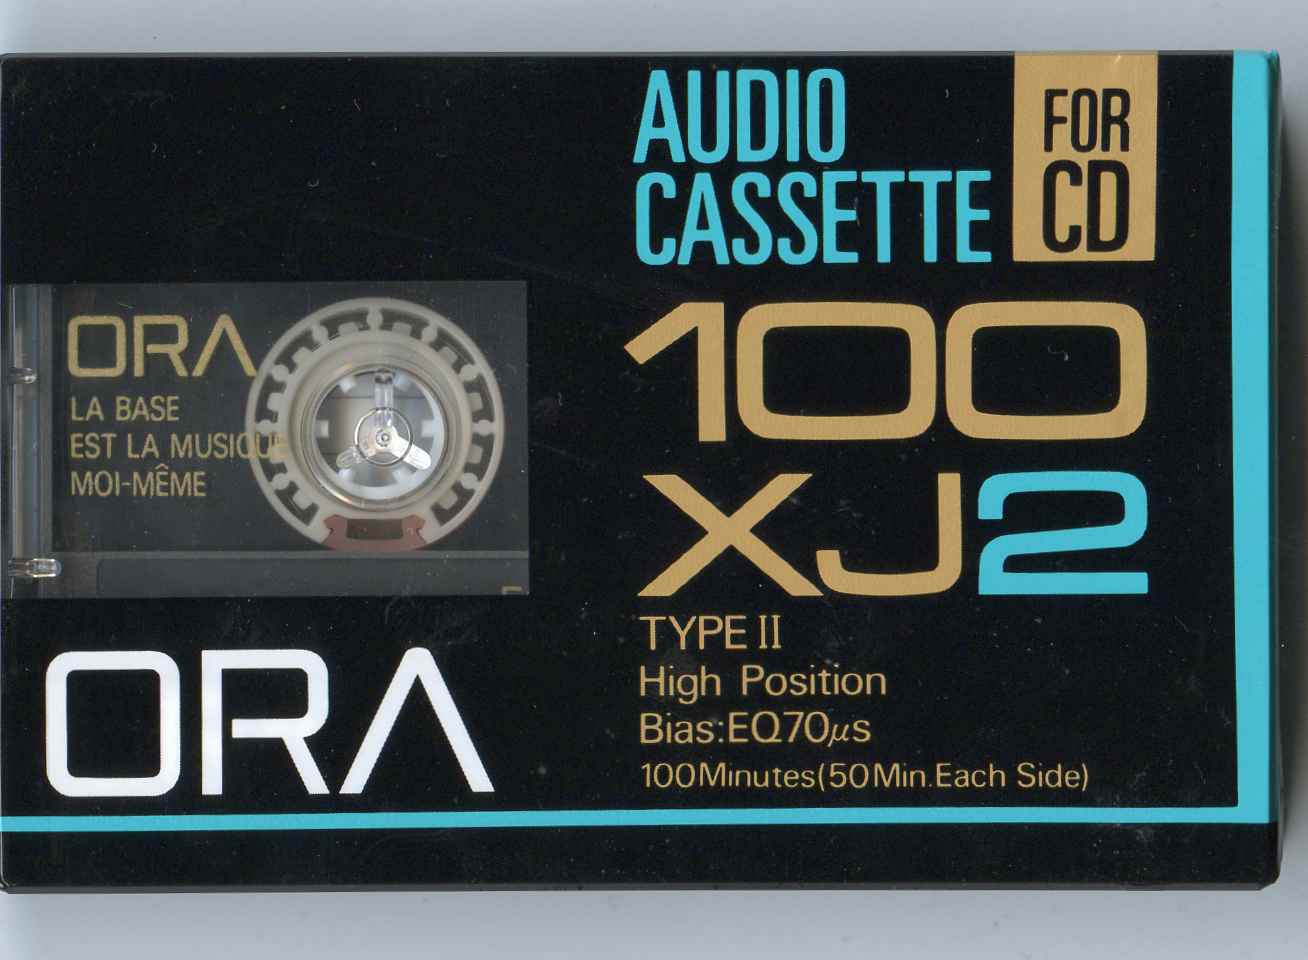 AUDIO
CASSETTE
FOR
CD
100
XJ2
TYPE II
High Position
Bias:EQ70μs
100Minutes(50Min.Each Side)
ORA
LA BASE
EST LA MUSIQUE
MOI-MÊME
ORA